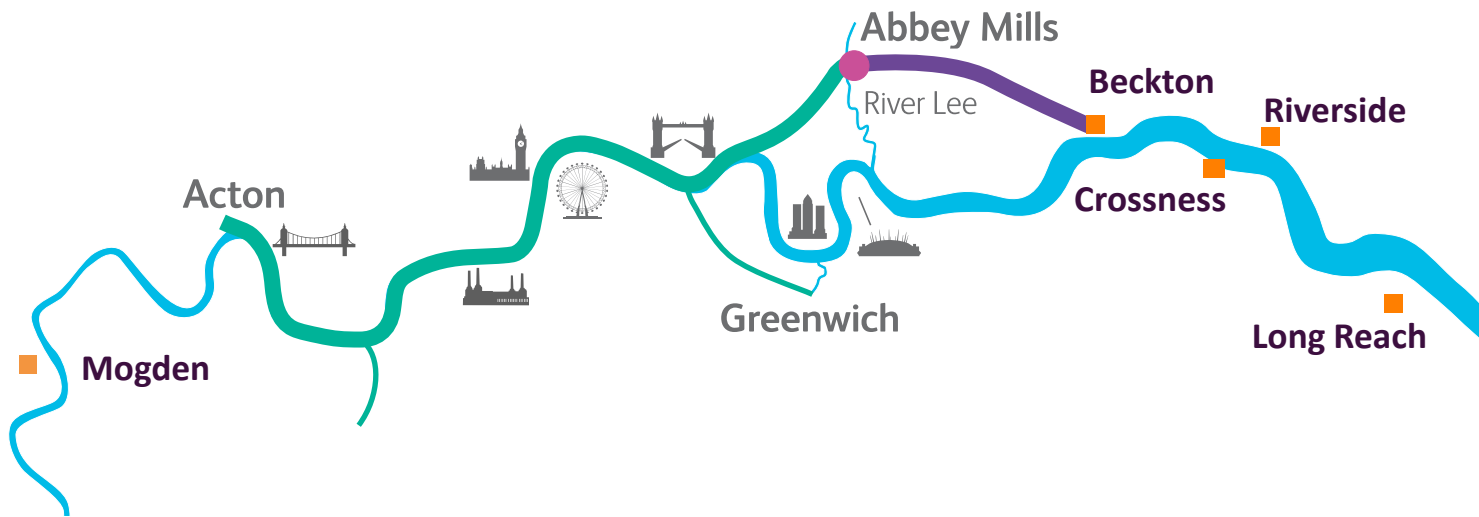 Abbey Mills
River Lee
Beckton
Riverside
Crossness
Acton
Greenwich
Long Reach
Mogden